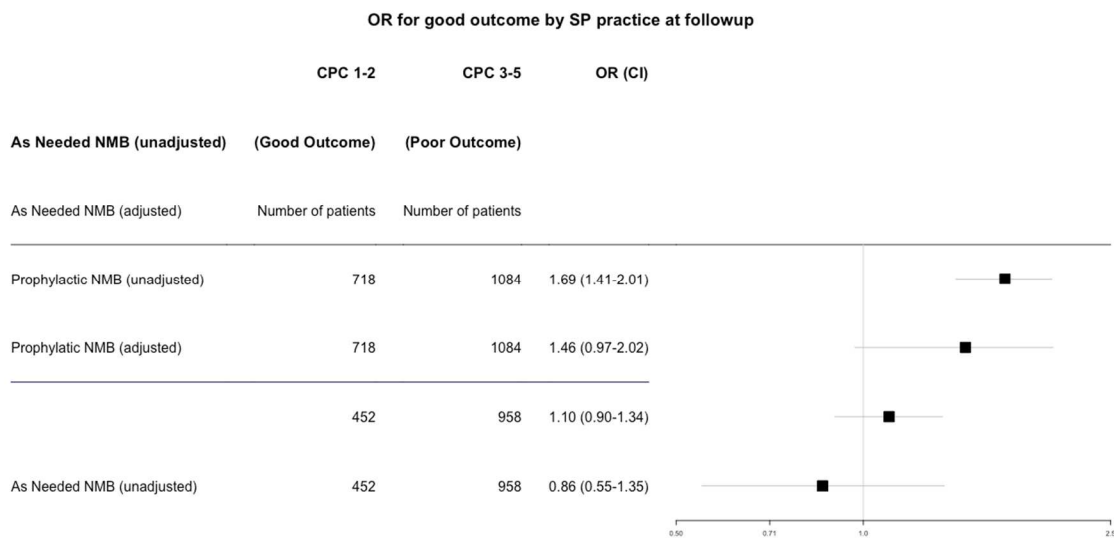 OR for good outcome by SP practice at followup
CPC 1-2 CPC 3-5 OR (CI)
As Needed NMB (unadjusted) (Good Outcome) (Poor Outcome)
As Needed NMB (adjusted) Number of patients Number of patients
Prophylactic NMB (unadjusted) 718 1084 1.69 (1.41-2.01)
Prophylatic NMB (adjusted) 718 1084 1.46 (0.97-2.02)
452 958 1.10 (0.90-1.34)
As Needed NMB (unadjusted) 452 958 0.86 (0.55-1.35)
0.50 0.71 1.0